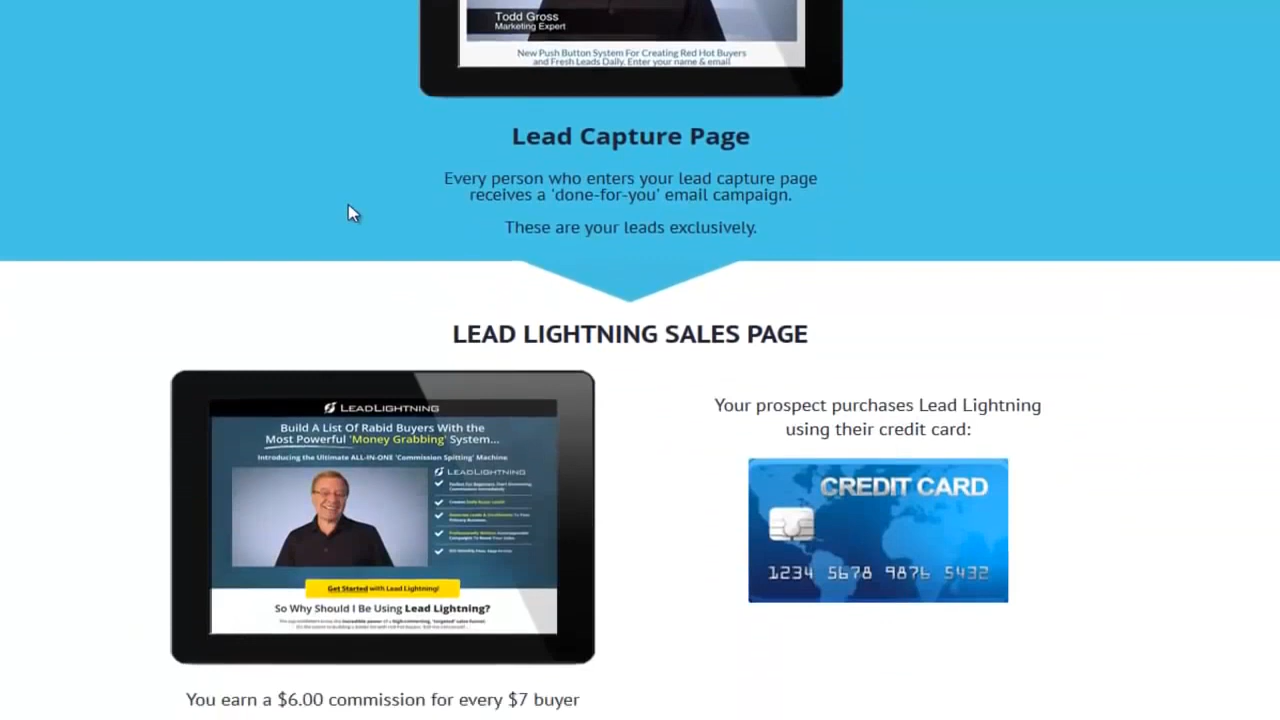 Todd Gross
Marketing Expert
New Push Button System For Creating Red Hot Buyers
and Fresh Leads Daily. Enter your name & email
Lead Capture Page
Every person who enters your lead capture page
receives a 'done-for-you' email campaign.
These are your leads exclusively.
LEAD LIGHTNING SALES PAGE
LEADLIGHTNING
Build A List Of Rabid Buyers With the
Most Powerful 'Money Grabbing' System...
Introducing the Ultimate ALL-IN-ONE 'Commission Spitting' Machine
LEADLIGHTNING
Get Started with Lead Lightning!
So Why Should I Be Using Lead Lightning?
You earn a $6.00 commission for every $7 buyer
Your prospect purchases Lead Lightning
using their credit card:
CREDIT CARD
1234 5678 9876 5432